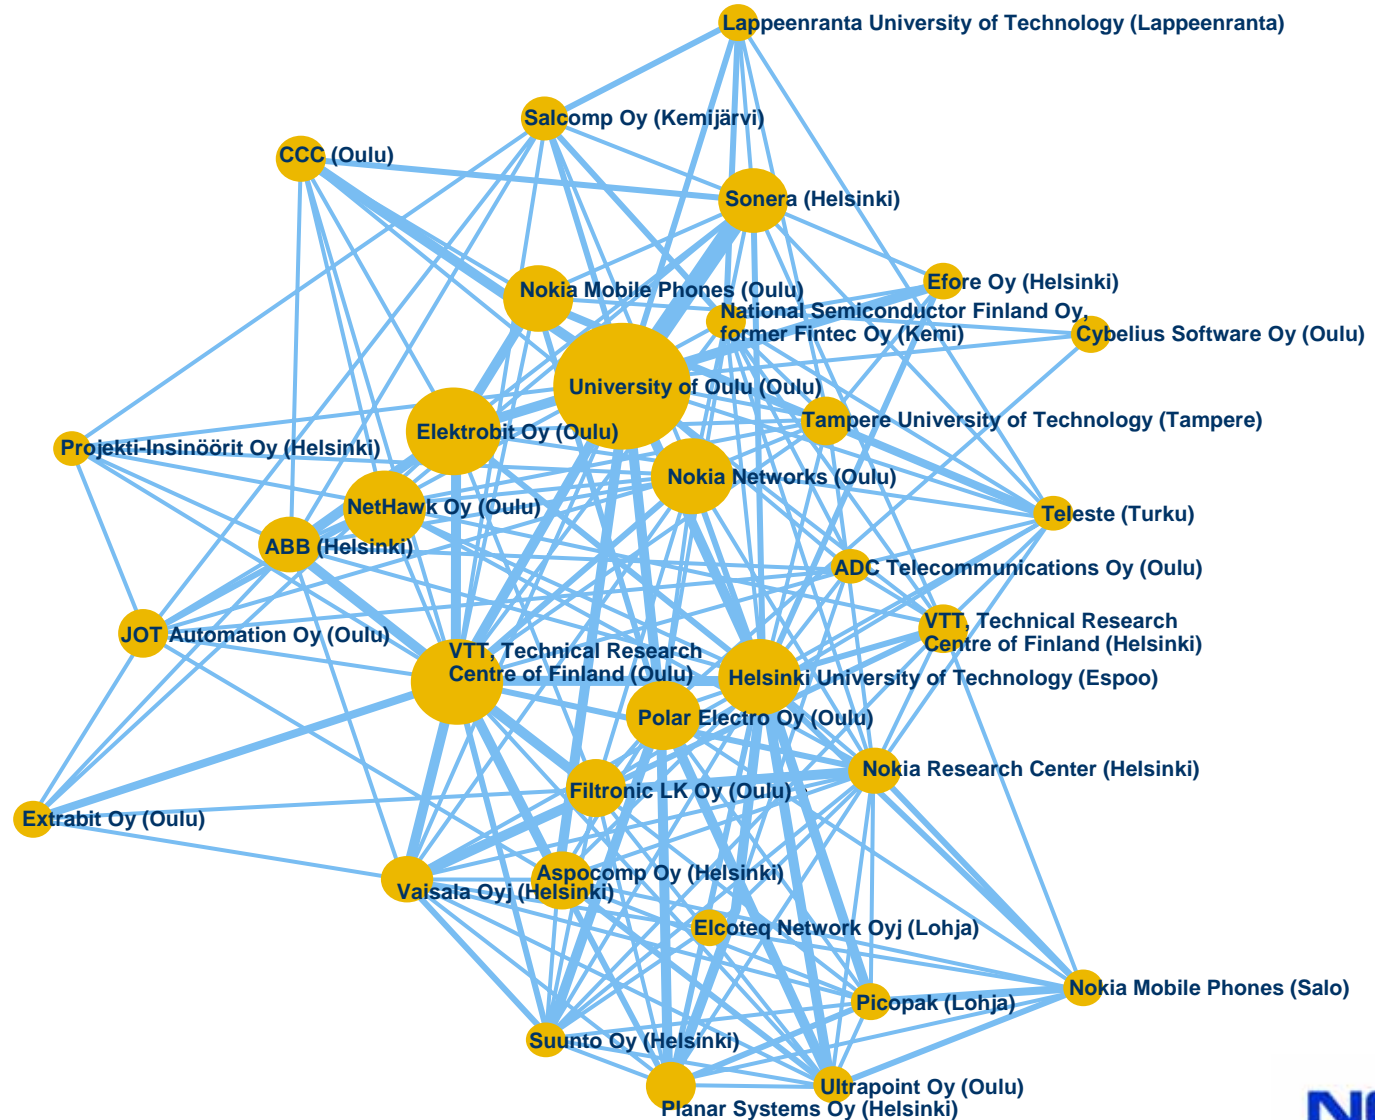 Lappeenranta University of Technology (Lappeenranta)
Salcomp Oy (Kemijärvi)
CCC (Oulu)
Sonera (Helsinki)
Efore Oy (Helsinki)
Nokia Mobile Phones (Oulu)
National Semiconductor Finland Oy,
former Fintec Oy (Kemi)
Cybelius Software Oy (Oulu)
University of Oulu (Oulu)
Tampere University of Technology (Tampere)
Elektrobit Oy (Oulu)
Projekti-Insinöörit Oy (Helsinki)
Nokia Networks (Oulu)
NetHawk Oy (Oulu)
Teleste (Turku)
ABB (Helsinki)
ADC Telecommunications Oy (Oulu)
JOT Automation Oy (Oulu)
VTT, Technical Research
Centre of Finland (Helsinki)
VTT, Technical Research
Centre of Finland (Oulu)
Helsinki University of Technology (Espoo)
Polar Electro Oy (Oulu)
Nokia Research Center (Helsinki)
Filtronic LK Oy (Oulu)
Extrabit Oy (Oulu)
Aspocomp Oy (Helsinki)
Vaisala Oyj (Helsinki)
Elcoteq Network Oyj (Lohja)
Nokia Mobile Phones (Salo)
Picopak (Lohja)
Suunto Oy (Helsinki)
Ultrapoint Oy (Oulu)
Planar Systems Oy (Helsinki)